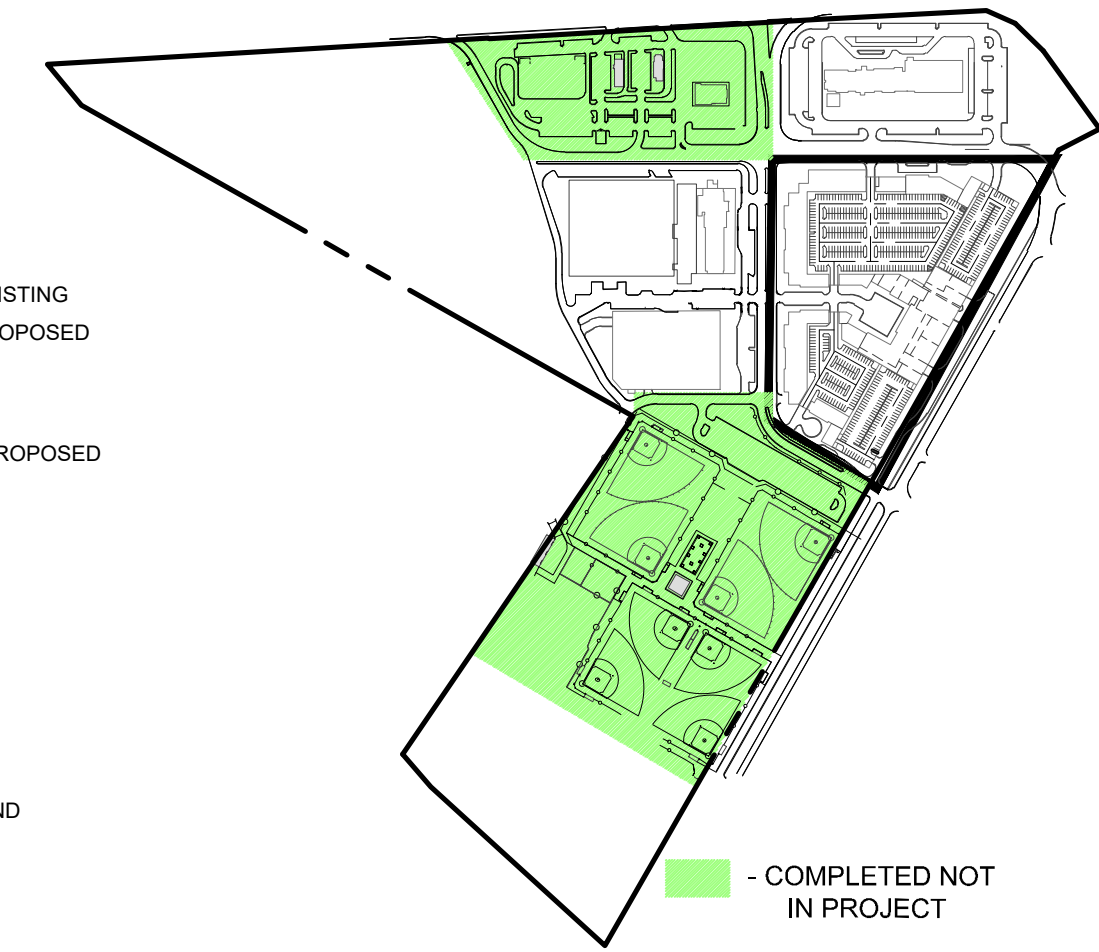 ISTING
OPOSED
ROPOSED
ND
- COMPLETED NOT
IN PROJECT